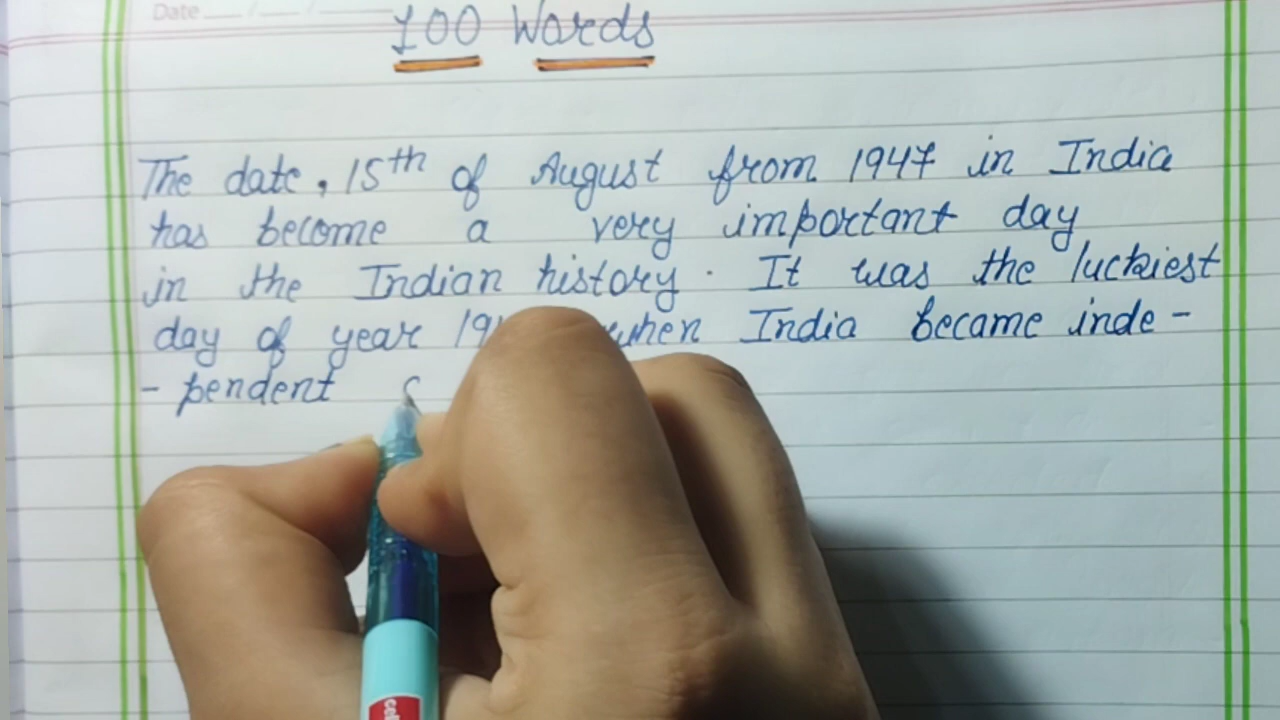 Date
100 Words
The date, 15th of August from 1947 in India
has become a very important day
in the Indian history. It was the luckiest
day of year when India became inde-
- pendent
cel